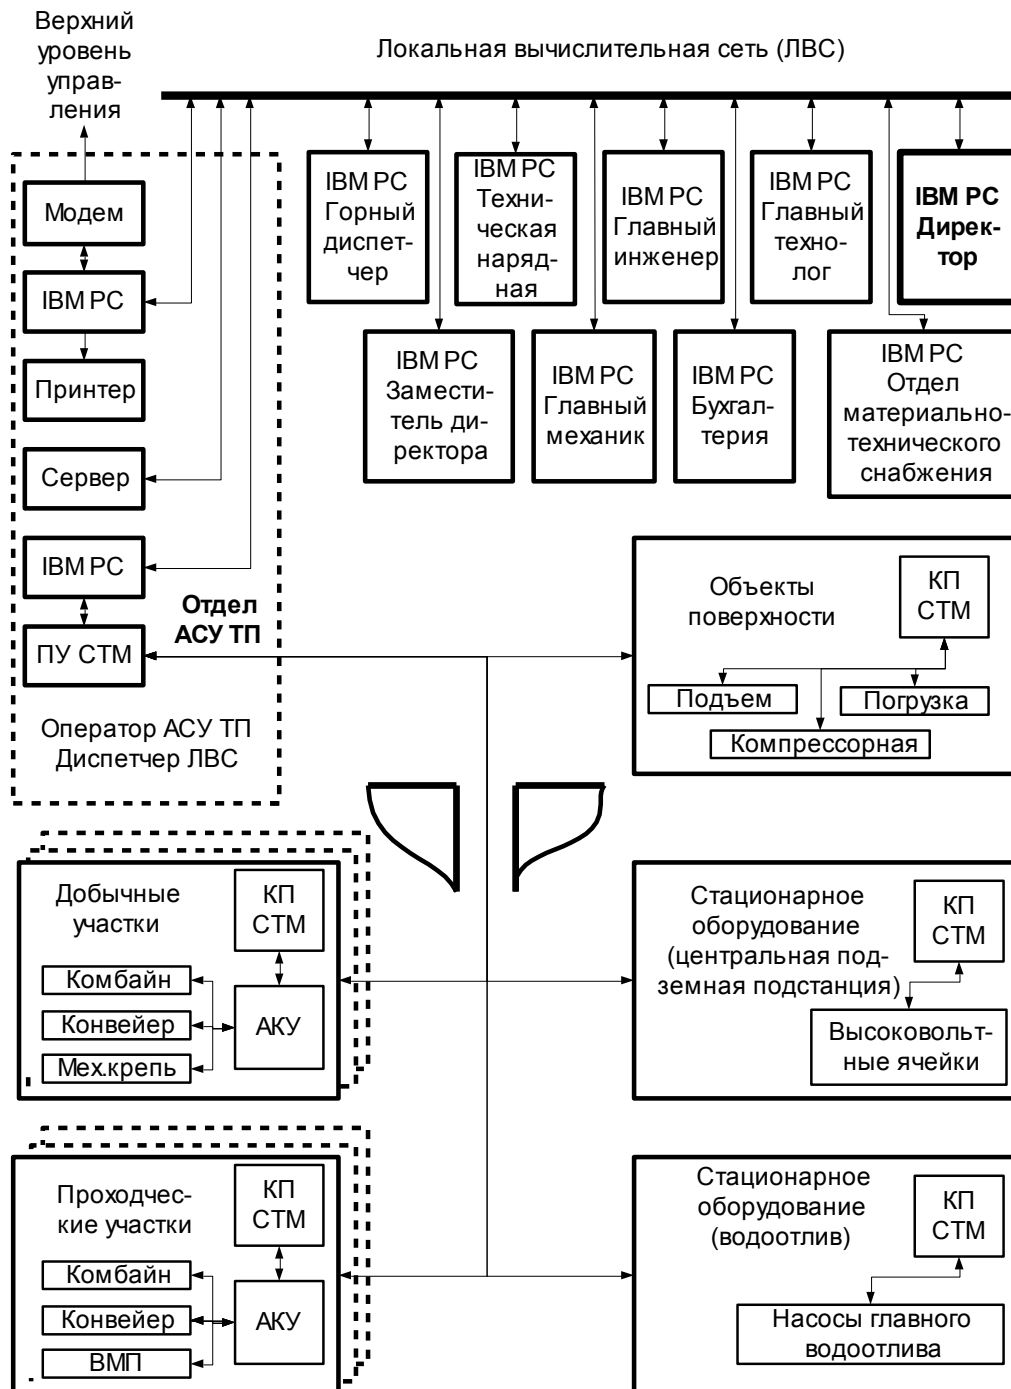 Верхний
уровень
управ-
ления
Локальная вычислительная сеть (ЛВС)
Модем
IBM PC
Принтер
Сервер
IBM PC
ПУ СТМ
Отдел
АСУ ТП
Оператор АСУ ТП
Диспетчер ЛВС
IBM PC
Горный
диспет-
чер
IBM PC
Техни-
ческая
наряд-
ная
IBM PC
Главный
инженер
IBM PC
Главный
техно-
лог
IBM PC
Дирек-
тор
IBM PC
Замести-
тель ди-
ректора
IBM PC
Главный
механик
IBM PC
Бухгал-
терия
IBM PC
Отдел
материально-
технического
снабжения
Объекты
поверхности
КП
СТМ
Подъем
Погрузка
Компрессорная
Добычные
участки
КП
СТМ
Комбайн
Конвейер
Мех.крепь
АКУ
Стационарное
оборудование
(центральная под-
земная подстанция)
КП
СТМ
Высоковольт-
ные ячейки
Проходчес-
кие участки
КП
СТМ
Комбайн
Конвейер
ВМП
АКУ
Стационарное
оборудование
(водоотлив)
КП
СТМ
Насосы главного
водоотлива